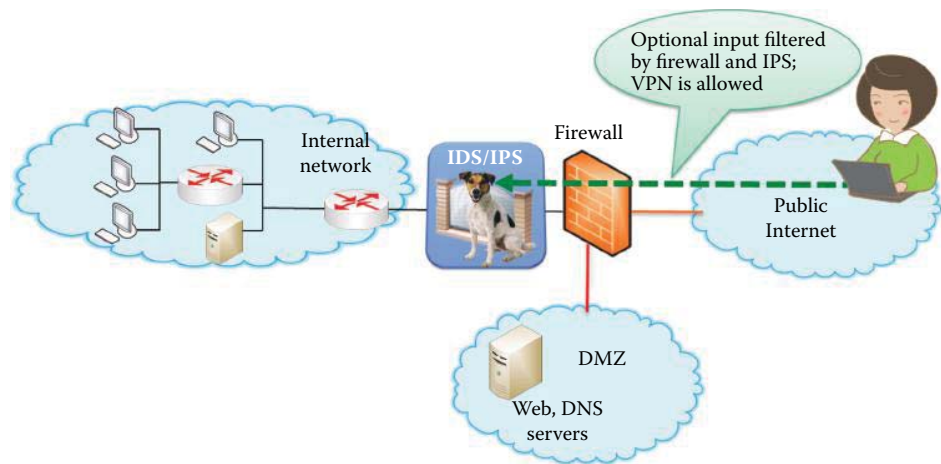 Optional input filtered
by firewall and IPS;
VPN is allowed
Internal
network
IDS/IPS
Firewall
Public
Internet
DMZ
Web, DNS
servers